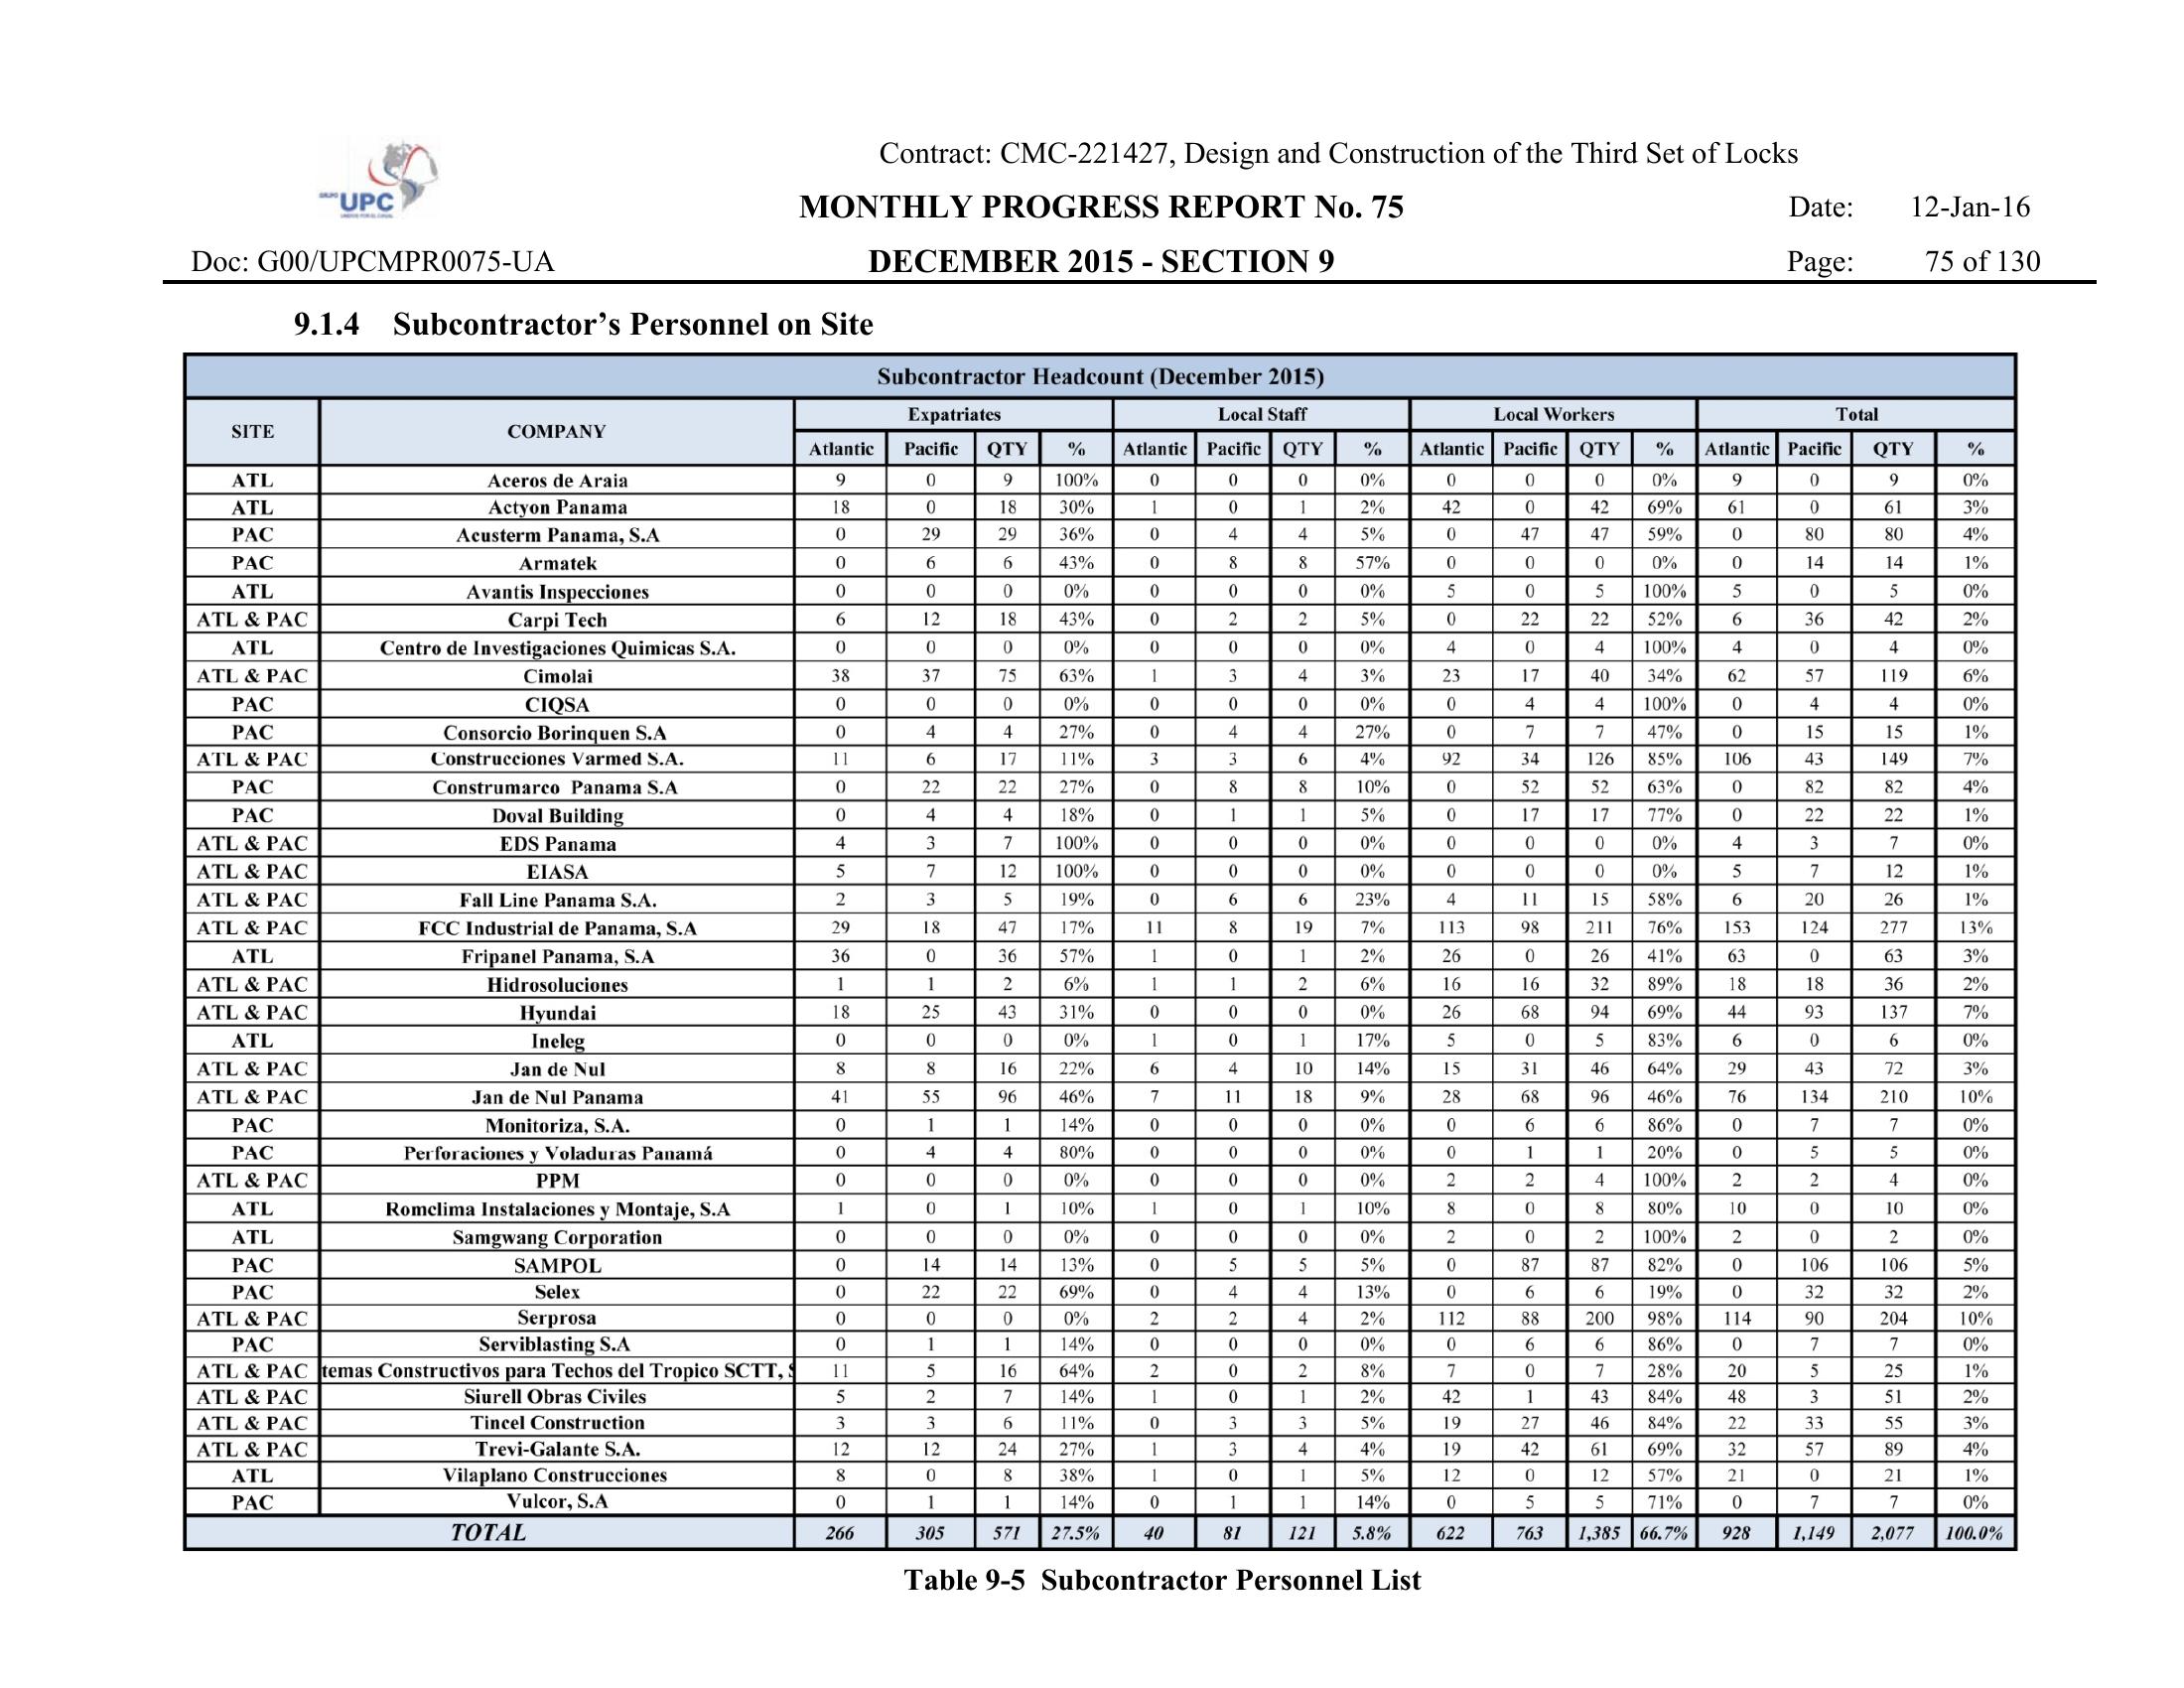 Contract: CMC-221427, Design and Construction of the Third Set of Locks
UPC
MONTHLY PROGRESS REPORT No. 75 Date: 12-Jan-16
Doc: G00/UPCMPR0075-UA DECEMBER 2015 - SECTION 9 Page: 75 of 130
9.1.4 Subcontractor’s Personnel on Site
Subcontractor Headcount (December 2015)
SITE COMPANY Expatriates Local Staff Local Workers Total
Atlantic Pacific QTY % Atlantic Pacific QTY % Atlantic Pacific QTY % Atlantic Pacific QTY %
ATL Aceros de Araia 9 0 9 100% 0 0 0 0% 0 0 0 0% 9 0 9 0%
ATL Actyon Panama 18 0 18 30% 1 0 1 2% 42 0 42 69% 61 0 61 3%
PAC Acusterm Panama, S.A 0 29 29 36% 0 4 4 5% 0 47 47 59% 0 80 80 4%
PAC Armatek 0 6 6 43% 0 8 8 57% 0 0 0 0% 0 14 14 1%
ATL Avantis Inspecciones 0 0 0 0% 0 0 0 0% 5 0 5 100% 5 0 5 0%
ATL & PAC Carpi Tech 6 12 18 43% 0 2 2 5% 0 22 22 52% 6 36 42 2%
ATL Centro de Investigaciones Quimicas S.A. 0 0 0 0% 0 0 0 0% 4 0 4 100% 4 0 4 0%
ATL & PAC Cimolai 38 37 75 63% 1 3 4 3% 23 17 40 34% 62 57 119 6%
PAC CIQSA 0 0 0 0% 0 0 0 0% 0 4 4 100% 0 4 4 0%
PAC Consorcio Borinquen S.A 0 4 4 27% 0 4 4 27% 0 7 7 47% 0 15 15 1%
ATL & PAC Construcciones Varmed S.A. 11 6 17 11% 3 3 6 4% 92 34 126 85% 106 43 149 7%
PAC Construmarco Panama S.A 0 22 22 27% 0 8 8 10% 0 52 52 63% 0 82 82 4%
PAC Doval Building 0 4 4 18% 0 1 1 5% 0 17 17 77% 0 22 22 1%
ATL & PAC EDS Panama 4 3 7 100% 0 0 0 0% 0 0 0 0% 4 3 7 0%
ATL & PAC EIASA 5 7 12 100% 0 0 0 0% 0 0 0 0% 5 7 12 1%
ATL & PAC Fall Line Panama S.A. 2 3 5 19% 0 6 6 23% 4 11 15 58% 6 20 26 1%
ATL & PAC FCC Industrial de Panama, S.A 29 18 47 17% 11 8 19 7% 113 98 211 76% 153 124 277 13%
ATL Fripanel Panama, S.A 36 0 36 57% 1 0 1 2% 26 0 26 41% 63 0 63 3%
ATL & PAC Hidrosoluciones 1 1 2 6% 1 1 2 6% 16 16 32 89% 18 18 36 2%
ATL & PAC Hyundai 18 25 43 31% 0 0 0 0% 26 68 94 69% 44 93 137 7%
ATL Ineleg 0 0 0 0% 1 0 1 17% 5 0 5 83% 6 0 6 0%
ATL & PAC Jan de Nul 8 8 16 22% 6 4 10 14% 15 31 46 64% 29 43 72 3%
ATL & PAC Jan de Nul Panama 41 55 96 46% 7 11 18 9% 28 68 96 46% 76 134 210 10%
PAC Monitoriza, S.A. 0 1 1 14% 0 0 0 0% 0 6 6 86% 0 7 7 0%
PAC Perforaciones y Voladuras Panamá 0 4 4 80% 0 0 0 0% 0 1 1 20% 0 5 5 0%
ATL & PAC PPM 0 0 0 0% 0 0 0 0% 2 2 4 100% 2 2 4 0%
ATL Romclima Instalaciones y Montaje, S.A 1 0 1 10% 1 0 1 10% 8 0 8 80% 10 0 10 0%
ATL Samgwang Corporation 0 0 0 0% 0 0 0 0% 2 0 2 100% 2 0 2 0%
PAC SAMPOL 0 14 14 13% 0 5 5 5% 0 87 87 82% 0 106 106 5%
PAC Selex 0 22 22 69% 0 4 4 13% 0 6 6 19% 0 32 32 2%
ATL & PAC Serprosa 0 0 0 0% 2 2 4 2% 112 88 200 98% 114 90 204 10%
PAC Serviblasting S.A 0 1 1 14% 0 0 0 0% 0 6 6 86% 0 7 7 0%
ATL & PAC temas Constructivos para Techos del Tropico SCTT, S 11 5 16 64% 2 0 2 8% 7 0 7 28% 20 5 25 1%
ATL & PAC Siurell Obras Civiles 5 2 7 14% 1 0 1 2% 42 1 43 84% 48 3 51 2%
ATL & PAC Tincel Construction 3 3 6 11% 0 3 3 5% 19 27 46 84% 22 33 55 3%
ATL & PAC Trevi-Galante S.A. 12 12 24 27% 1 3 4 4% 19 42 61 69% 32 57 89 4%
ATL Vilaplano Construcciones 8 0 8 38% 1 0 1 5% 12 0 12 57% 21 0 21 1%
PAC Vulcor, S.A 0 1 1 14% 0 1 1 14% 0 5 5 71% 0 7 7 0%
TOTAL 266 305 571 27.5% 40 81 121 5.8% 622 763 1,385 66.7% 928 1,149 2,077 100.0%
Table 9-5 Subcontractor Personnel List